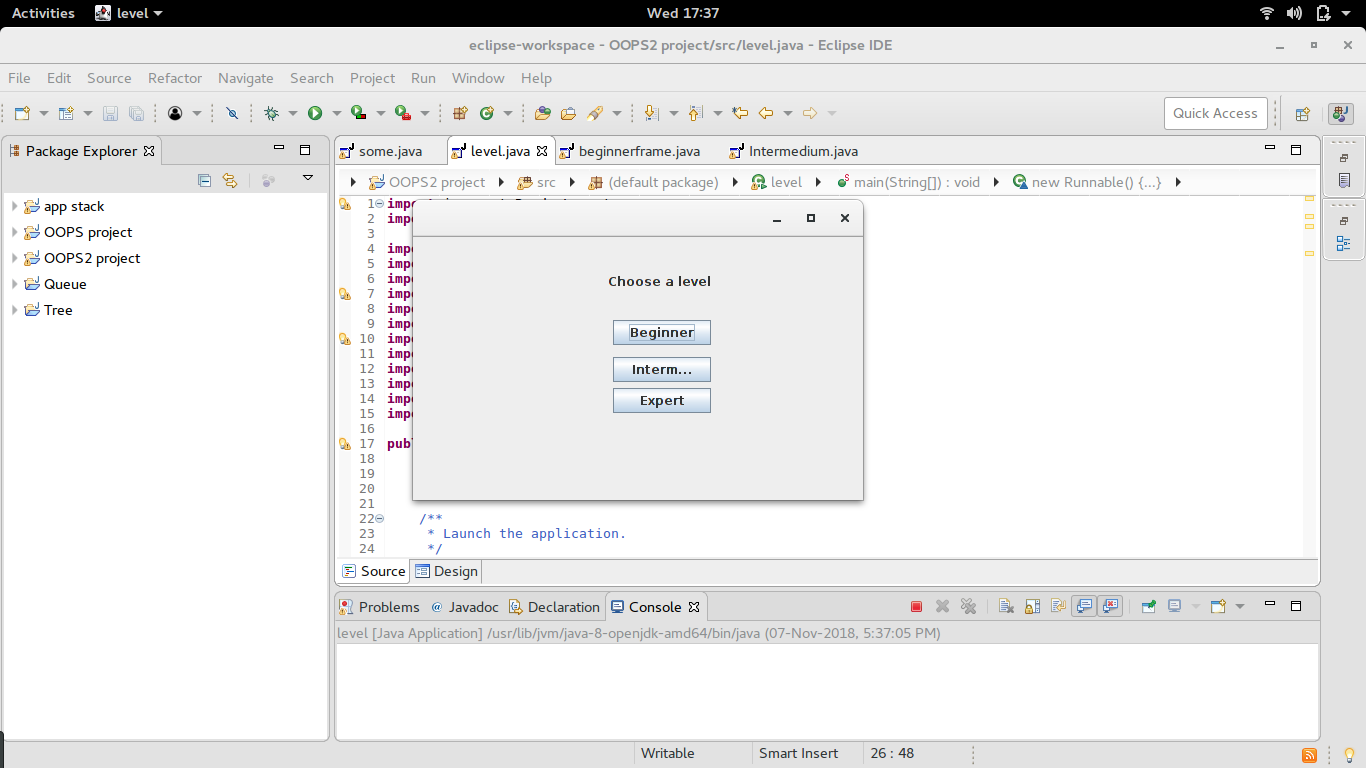 Activities level Wed 17:37
eclipse-workspace - OOPS2 project/src/level.java - Eclipse IDE
File Edit Source Refactor Navigate Search Project Run Window Help
Quick Access
Package Explorer
app stack
OOPS project
OOPS2 project
Queue
Tree
some.java level.java beginnerframe.java Intermedium.java
OOPS2 project src (default package) level main(String[]) : void new Runnable() {...}
1 impo
2 impo
3
4 impo
5 impo
6 impo
7 impo
8 impo
9 impo
10 impo
11 impo
12 impo
13 impo
14 impo
15 impo
16
17 publ
18
19
20
21
22 /**
23 * Launch the application.
24 */
Choose a level
Beginner
Interm...
Expert
Source Design
Problems @ Javadoc Declaration Console
level [Java Application] /usr/lib/jvm/java-8-openjdk-amd64/bin/java (07-Nov-2018, 5:37:05 PM)
Writable Smart Insert 26 : 48